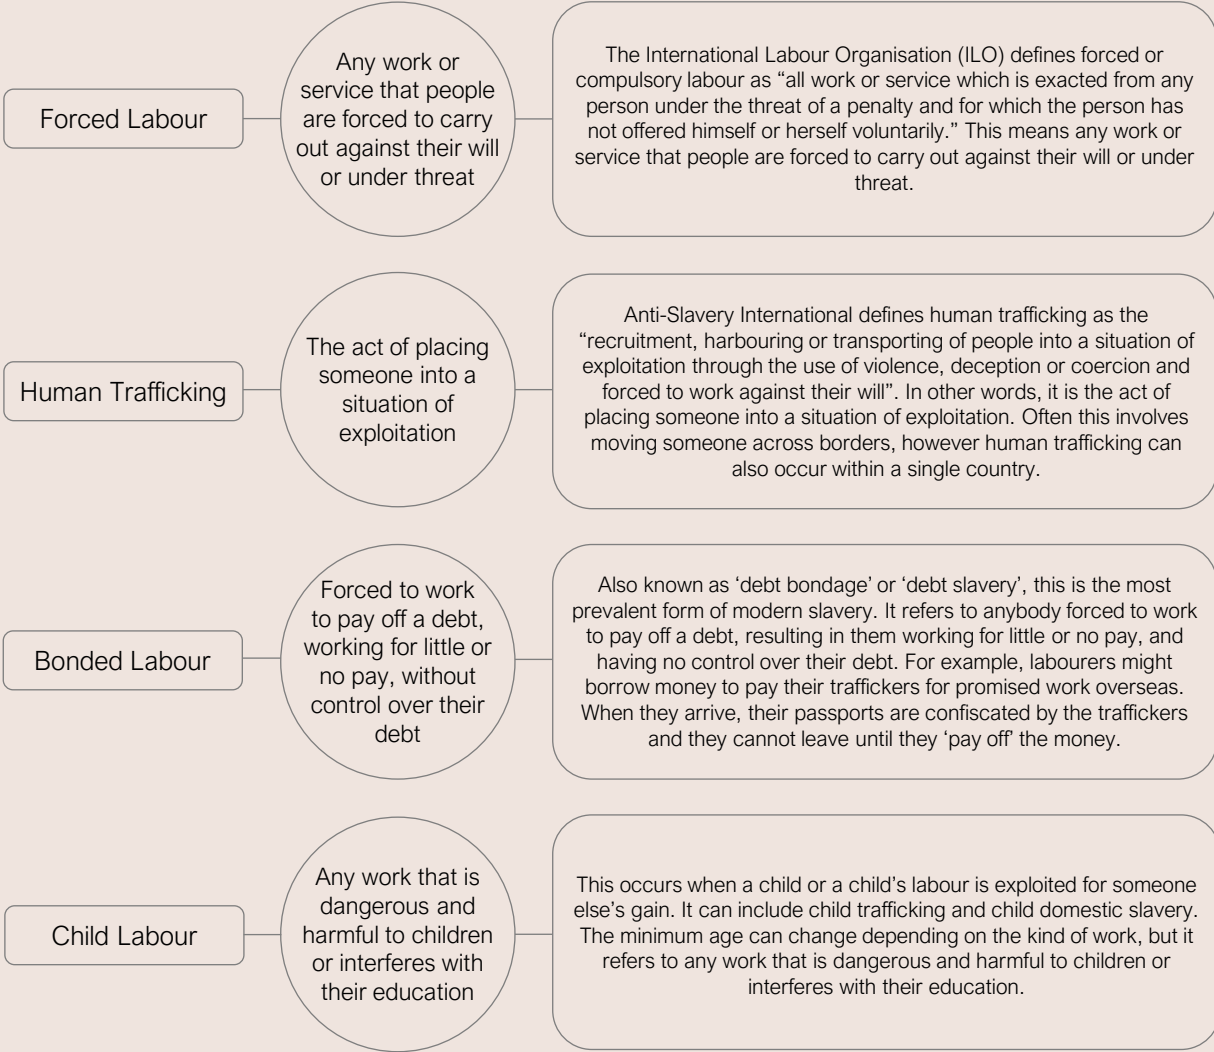 Forced Labour
Any work or
service that people
are forced to carry
out against their will
or under threat
The International Labour Organisation (ILO) defines forced or
compulsory labour as “all work or service which is exacted from any
person under the threat of a penalty and for which the person has
not offered himself or herself voluntarily.” This means any work or
service that people are forced to carry out against their will or under
threat.
Human Trafficking
The act of placing
someone into a
situation of
exploitation
Anti-Slavery International defines human trafficking as the
“recruitment, harbouring or transporting of people into a situation of
exploitation through the use of violence, deception or coercion and
forced to work against their will”. In other words, it is the act of
placing someone into a situation of exploitation. Often this involves
moving someone across borders, however human trafficking can
also occur within a single country.
Bonded Labour
Forced to work
to pay off a debt,
working for little or
no pay, without
control over their
debt
Also known as ‘debt bondage’ or ‘debt slavery’, this is the most
prevalent form of modern slavery. It refers to anybody forced to work
to pay off a debt, resulting in them working for little or no pay, and
having no control over their debt. For example, labourers might
borrow money to pay their traffickers for promised work overseas.
When they arrive, their passports are confiscated by the traffickers
and they cannot leave until they ‘pay off’ the money.
Child Labour
Any work that is
dangerous and
harmful to children
or interferes with
their education
This occurs when a child or a child’s labour is exploited for someone
else’s gain. It can include child trafficking and child domestic slavery.
The minimum age can change depending on the kind of work, but it
refers to any work that is dangerous and harmful to children or
interferes with their education.